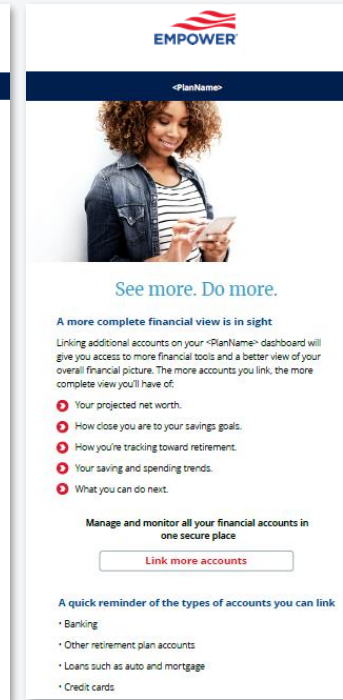 EMPOWER
<PlanName>
See more. Do more.
A more complete financial view is in sight
Linking additional accounts on your <PlanName> dashboard will
give you access to more financial tools and a better view of your
overall financial picture. The more accounts you link, the more
complete view you'll have of:
Your projected net worth.
How close you are to your savings goals.
How you're tracking toward retirement.
Your saving and spending trends.
What you can do next.
Manage and monitor all your financial accounts in
one secure place
Link more accounts
A quick reminder of the types of accounts you can link
• Banking
• Other retirement plan accounts
• Loans such as auto and mortgage
• Credit cards